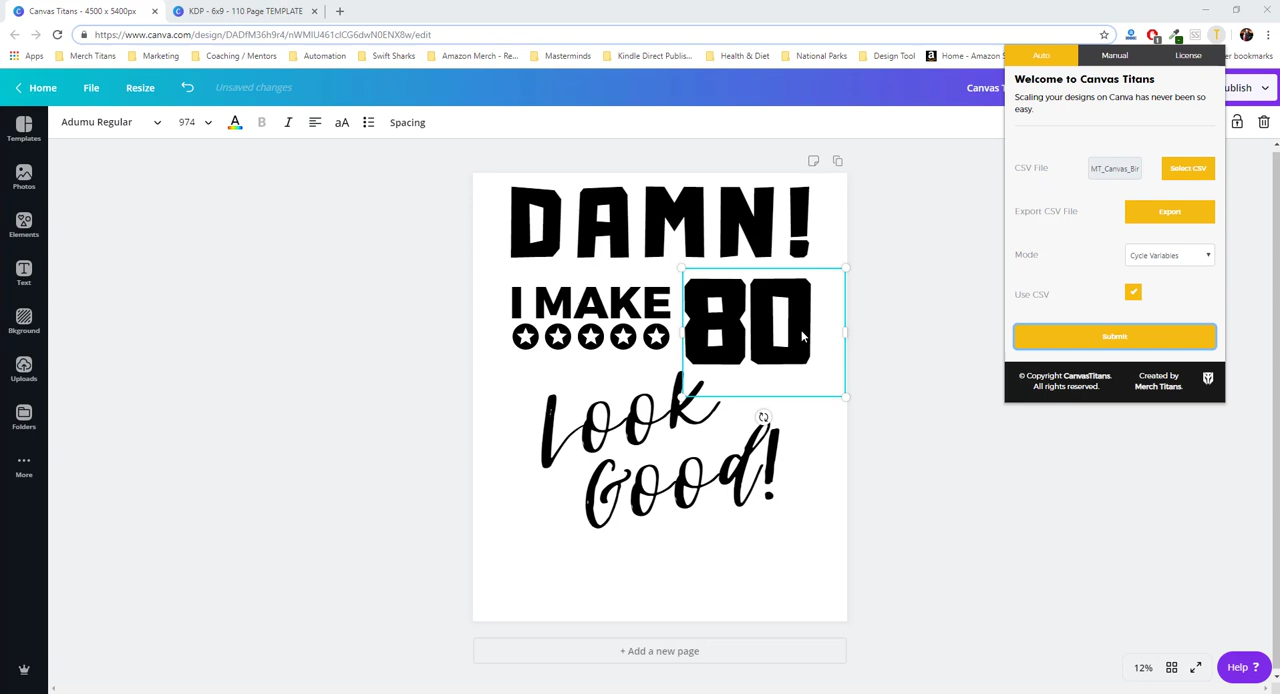 Canvas Titans - 4500 x 5400px
KDP - 6x9 - 110 Page TEMPLATE
https://www.canva.com/design/DADfM36h9r4/nWMIU461clCG6dwN0ENX8w/edit
Apps
Merch Titans
Marketing
Coaching / Mentors
Automation
Swift Sharks
Amazon Merch - Re...
Masterminds
Kindle Direct Publis...
Health & Diet
National Parks
Design Tool
Home - Amazon S
r bookmarks
Home
File
Resize
Unsaved changes
Canvas T
ublish
Adumu Regular
974
A
B
I
aA
Spacing
Templates
Photos
Elements
Text
Bkground
Uploads
Folders
More
DAMN!
I MAKE
80
Look
Good!
+ Add a new page
Auto
Manual
License
Welcome to Canvas Titans
Scaling your designs on Canva has never been so
easy.
CSV File
MT_Canvas_Bir
Select CSV
Export CSV File
Export
Mode
Cycle Variables
Use CSV
Submit
© Copyright CanvasTitans.
All rights reserved.
Created by
Merch Titans.
12%
Help ?